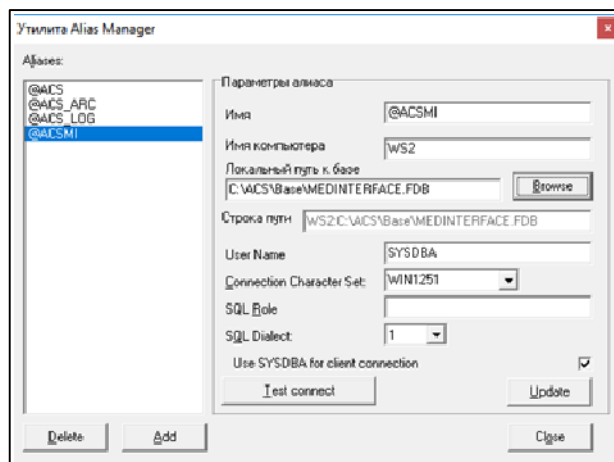 Утилита Alias Manager
Aliases:
@ACS
@ACS_ARC
@ACS_LOG
@ACSMI
Параметры алиаса
Имя @ACSMI
Имя компьютера WS2
Локальный путь к базе
C:\ACS\Base\MEDINTERFACE.FDB Browse
Строка пути WS2:C:\ACS\Base\MEDINTERFACE.FDB
User Name SYSDBA
Connection Character Set: WIN1251
SQL Role
SQL Dialect: 1
Use SYSDBA for client connection
Test connect Update
Delete Add Close